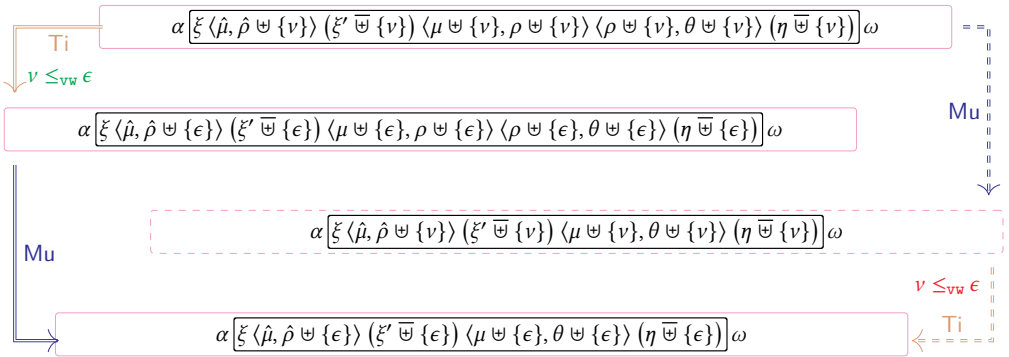 α ξ ⟨μ̂, ρ̂ ⊎ {ν}⟩ (ξ′ ⊎̅ {ν}) ⟨μ ⊎ {ν}, ρ ⊎ {ν}⟩ ⟨ρ ⊎ {ν}, θ ⊎ {ν}⟩ (η ⊎̅ {ν}) ω
Ti
ν ≤vw ϵ
α ξ ⟨μ̂, ρ̂ ⊎ {ϵ}⟩ (ξ′ ⊎̅ {ϵ}) ⟨μ ⊎ {ϵ}, ρ ⊎ {ϵ}⟩ ⟨ρ ⊎ {ϵ}, θ ⊎ {ϵ}⟩ (η ⊎̅ {ϵ}) ω
Mu
α ξ ⟨μ̂, ρ̂ ⊎ {ν}⟩ (ξ′ ⊎̅ {ν}) ⟨μ ⊎ {ν}, θ ⊎ {ν}⟩ (η ⊎̅ {ν}) ω
Mu
ν ≤vw ϵ
Ti
α ξ ⟨μ̂, ρ̂ ⊎ {ϵ}⟩ (ξ′ ⊎̅ {ϵ}) ⟨μ ⊎ {ϵ}, θ ⊎ {ϵ}⟩ (η ⊎̅ {ϵ}) ω